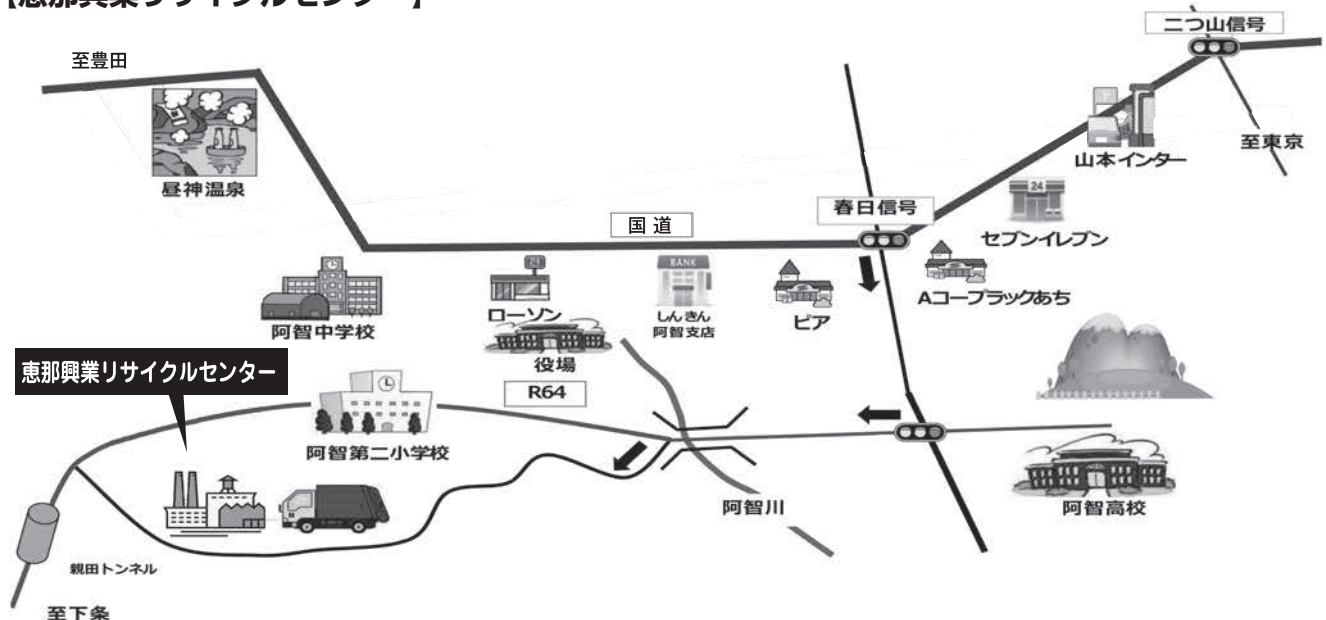 【恵那興業リサイクルセンター】
二つ山信号
至豊田
至東京
山本インター
昼神温泉
春日信号
国道
24
セブンイレブン
BANK
Aコープラックあち
ローソン
しんきん
阿智支店
ピア
阿智中学校
役場
恵那興業リサイクルセンター
R64
阿智第二小学校
阿智川
阿智高校
親田トンネル
至下条